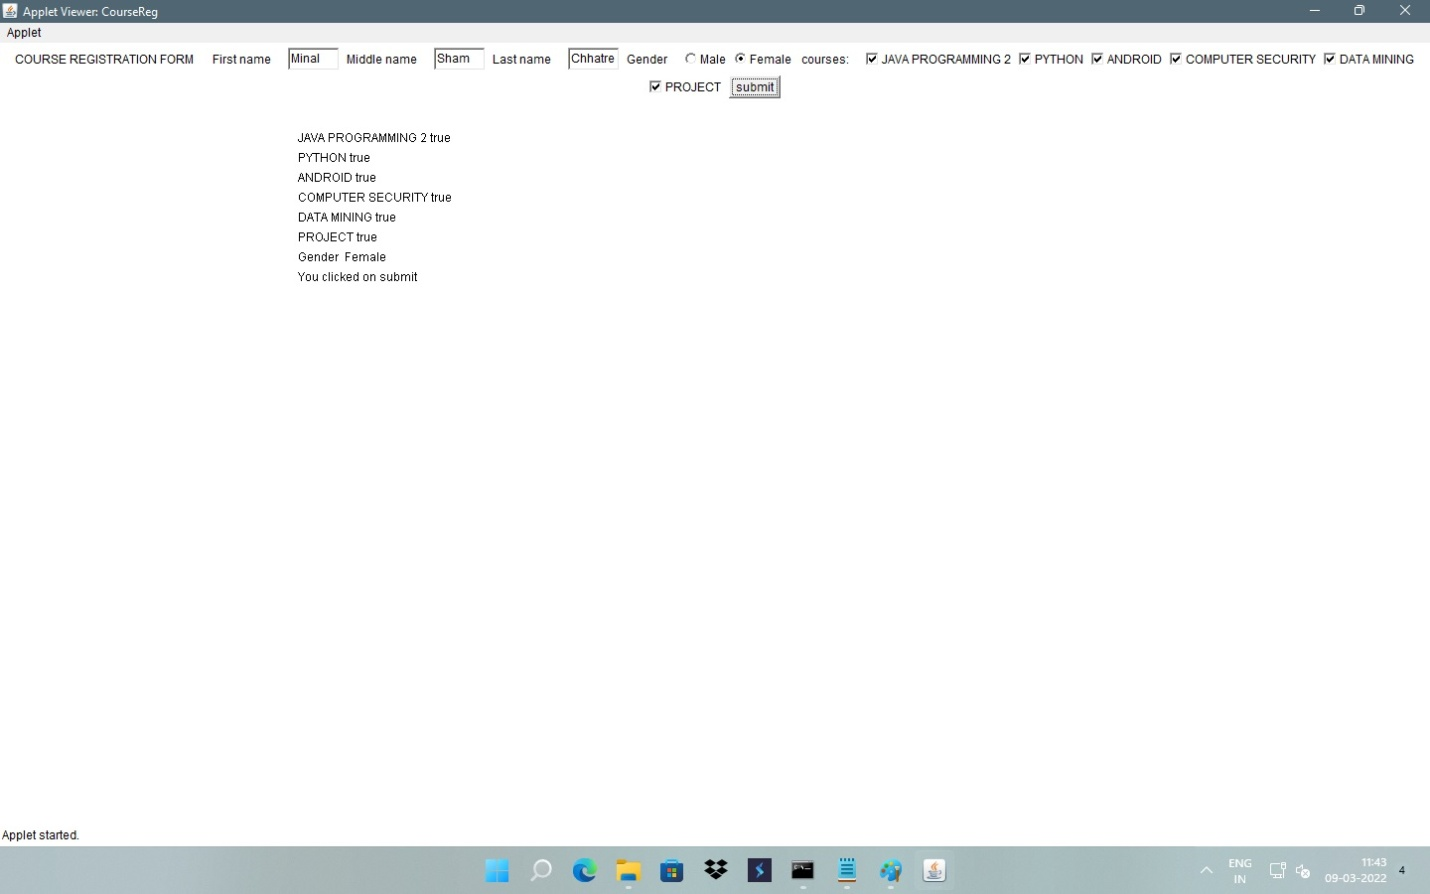 Applet Viewer: CourseReg
Applet
COURSE REGISTRATION FORM First name Minal Middle name Sham Last name Chhatre Gender Male Female courses: JAVA PROGRAMMING 2 PYTHON ANDROID COMPUTER SECURITY DATA MINING
PROJECT submit
JAVA PROGRAMMING 2 true
PYTHON true
ANDROID true
COMPUTER SECURITY true
DATA MINING true
PROJECT true
Gender Female
You clicked on submit
Applet started.
ENG 11:43
IN 09-03-2022 4